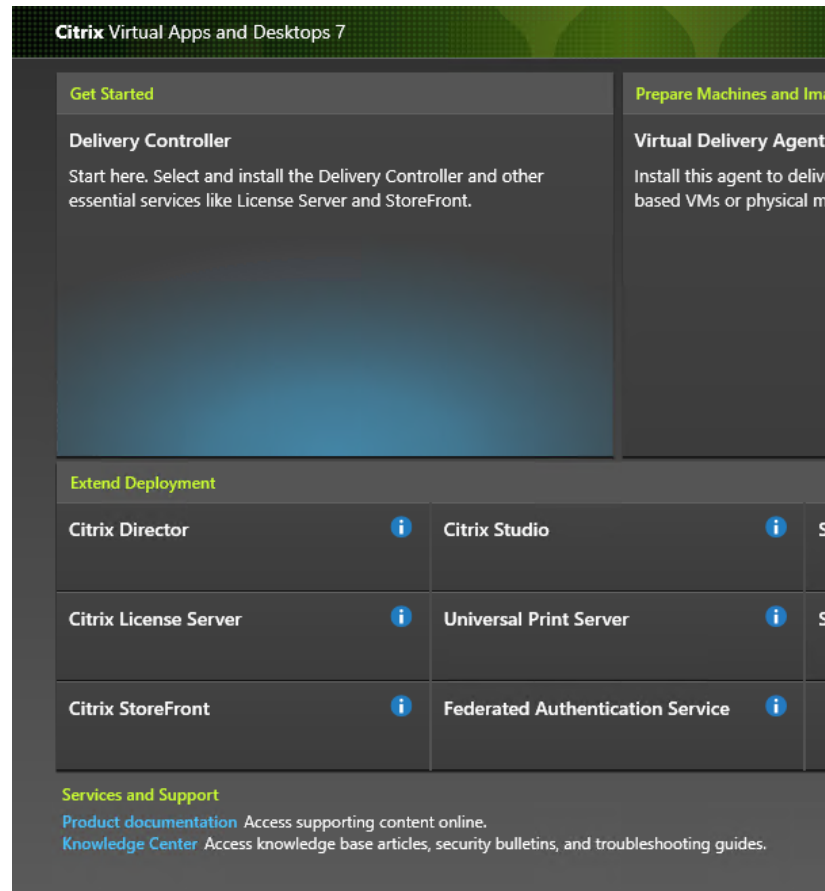 Citrix Virtual Apps and Desktops 7
Get Started
Delivery Controller
Start here. Select and install the Delivery Controller and other
essential services like License Server and StoreFront.
Prepare Machines and
Virtual Delivery Agent
Install this agent to
based VMs or physical
Extend Deployment
Citrix Director
Citrix Studio
Citrix License Server
Universal Print Server
Citrix StoreFront
Federated Authentication Service
Services and Support
Product documentation Access supporting content online.
Knowledge Center Access knowledge base articles, security bulletins, and troubleshooting guides.